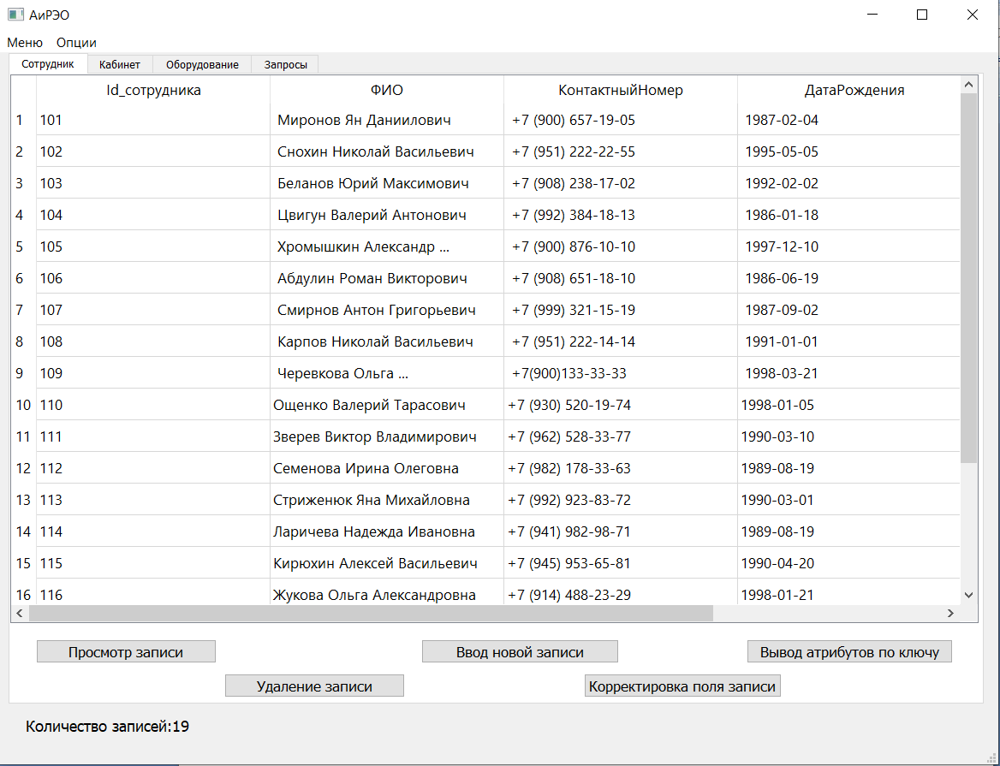 АиРЭО
Меню Опции
Сотрудник Кабинет Оборудование Запросы
Id_сотрудника ФИО КонтактныйНомер ДатаРождения
1 101 Миронов Ян Даниилович +7 (900) 657-19-05 1987-02-04
2 102 Снохин Николай Васильевич +7 (951) 222-22-55 1995-05-05
3 103 Беланов Юрий Максимович +7 (908) 238-17-02 1992-02-02
4 104 Цвигун Валерий Антонович +7 (992) 384-18-13 1986-01-18
5 105 Хромышкин Александр ... +7 (900) 876-10-10 1997-12-10
6 106 Абдулин Роман Викторович +7 (908) 651-18-10 1986-06-19
7 107 Смирнов Антон Григорьевич +7 (999) 321-15-19 1987-09-02
8 108 Карпов Николай Васильевич +7 (951) 222-14-14 1991-01-01
9 109 Черевкова Ольга ... +7(900)133-33-33 1998-03-21
10 110 Ощенко Валерий Тарасович +7 (930) 520-19-74 1998-01-05
11 111 Зверев Виктор Владимирович +7 (962) 528-33-77 1990-03-10
12 112 Семенова Ирина Олеговна +7 (982) 178-33-63 1989-08-19
13 113 Стриженюк Яна Михайловна +7 (992) 923-83-72 1990-03-01
14 114 Ларичева Надежда Ивановна +7 (941) 982-98-71 1989-08-19
15 115 Кирюхин Алексей Васильевич +7 (945) 953-65-81 1990-04-20
16 116 Жукова Ольга Александровна +7 (914) 488-23-29 1998-01-21
Просмотр записи Ввод новой записи Вывод атрибутов по ключу
Удаление записи Корректировка поля записи
Количество записей:19